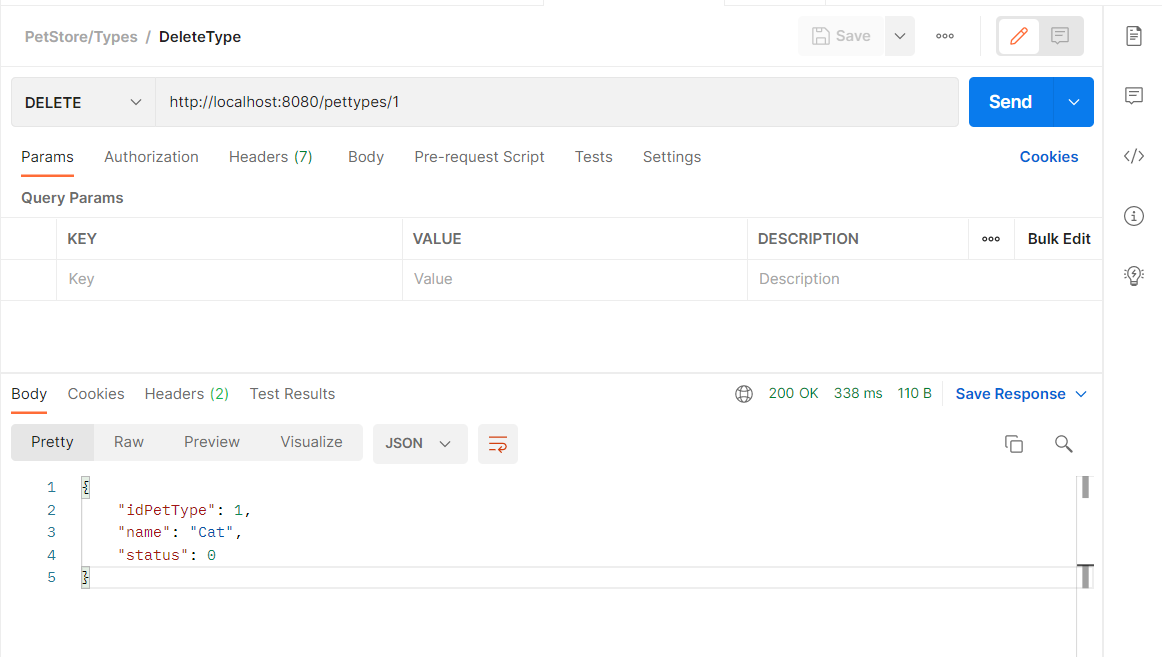 PetStore/Types / DeleteType
Save
DELETE
http://localhost:8080/pettypes/1
Send
Params Authorization Headers (7) Body Pre-request Script Tests Settings Cookies
Query Params
KEY VALUE DESCRIPTION Bulk Edit
Key Value Description
Body Cookies Headers (2) Test Results 200 OK 338 ms 110 B Save Response
Pretty Raw Preview Visualize JSON
1 {
2 "idPetType": 1,
3 "name": "Cat",
4 "status": 0
5 }